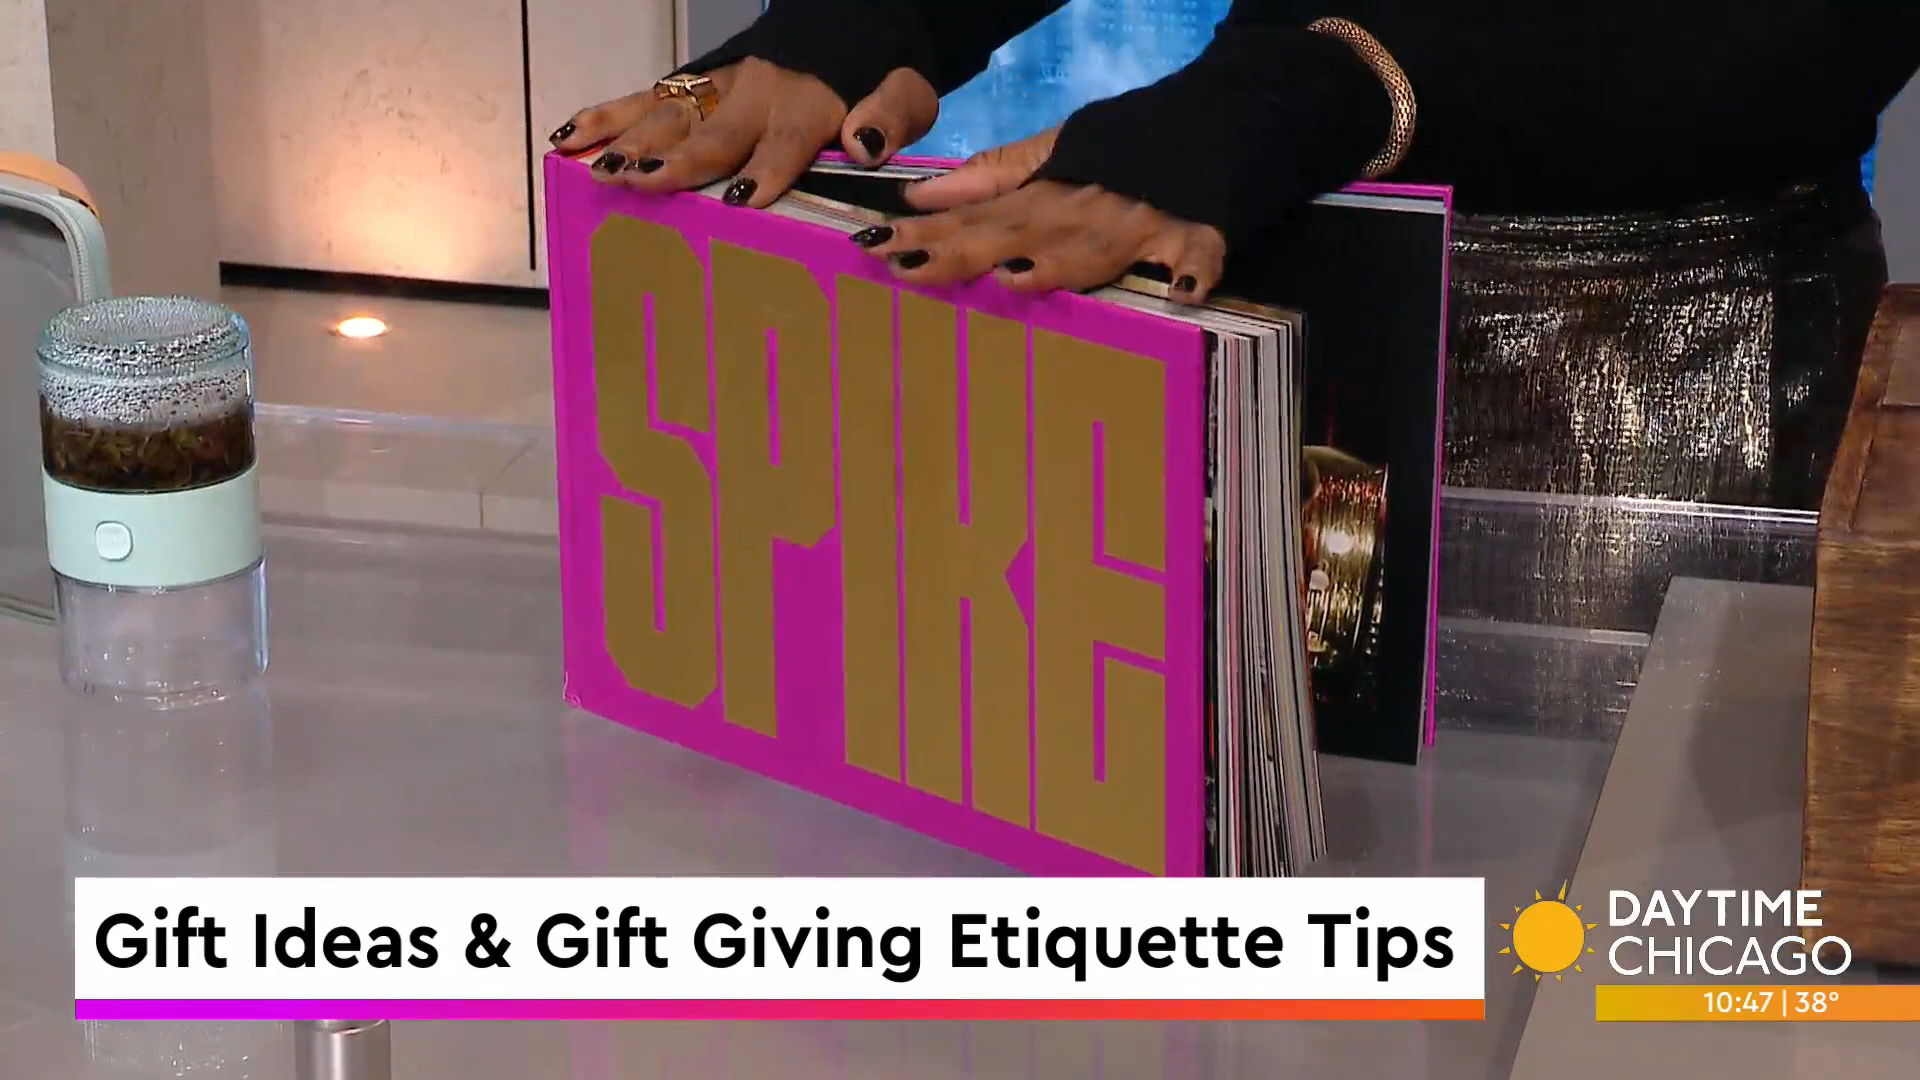 SPIKE
Gift Ideas & Gift Giving Etiquette Tips
DAYTIME
CHICAGO
10:47 | 38°